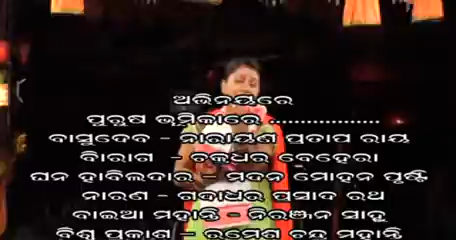 ଅଭିନୟରେ
ପୁରୁଷ ଭୂମିକାରେ ..................
ବାସୁଦେବ - ନାରାୟଣ ପ୍ରତାପ ରାୟ
ବିାରାଗ - ଚକ୍ରଧର ବେହେରା
ଘନ ହାବିଲଦାର - ମଦନ ମୋହନ ପୃଷ୍ଟି
ନାରଣ - ଗଦାଧର ପ୍ରସାଦ ରଥ
ବାଇଆ ମହାନ୍ତି - ନିରଞ୍ଜନ ସାହୁ
ବିଶ୍ୱ ପ୍ରକାଶ - ରମେଶ ଚନ୍ଦ୍ର ମହାନ୍ତି